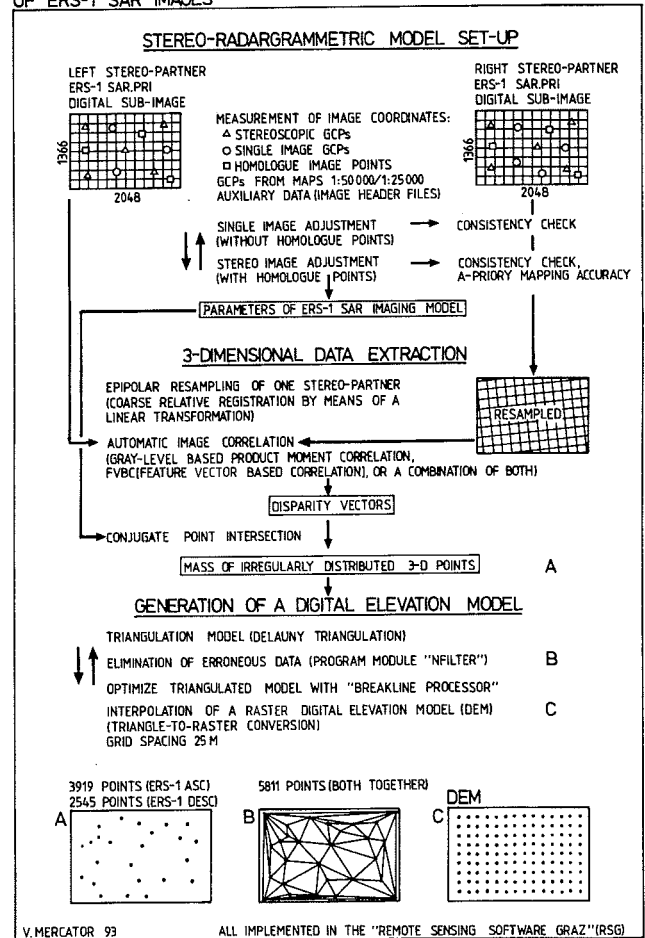 OF ERS-1 SAR IMAGES
STEREO-RADARGRAMMETRIC MODEL SET-UP
LEFT STEREO-PARTNER
ERS-1 SAR.PRI
DIGITAL SUB-IMAGE
RIGHT STEREO-PARTNER
ERS-1 SAR.PRI
DIGITAL SUB-IMAGE
1366
2048
MEASUREMENT OF IMAGE COORDINATES:
△ STEREOSCOPIC GCPs
○ SINGLE IMAGE GCPs
□ HOMOLOGUE IMAGE POINTS
GCPs FROM MAPS 1:50000/1:25000
AUXILIARY DATA (IMAGE HEADER FILES)
1366
2048
SINGLE IMAGE ADJUSTMENT
(WITHOUT HOMOLOGUE POINTS)
CONSISTENCY CHECK
STEREO IMAGE ADJUSTMENT
(WITH HOMOLOGUE POINTS)
CONSISTENCY CHECK,
A-PRIORY MAPPING ACCURACY
PARAMETERS OF ERS-1 SAR IMAGING MODEL
3-DIMENSIONAL DATA EXTRACTION
EPIPOLAR RESAMPLING OF ONE STEREO-PARTNER
(COARSE RELATIVE REGISTRATION BY MEANS OF A
LINEAR TRANSFORMATION)
RESAMPLED
AUTOMATIC IMAGE CORRELATION
(GRAY-LEVEL BASED PRODUCT MOMENT CORRELATION,
FVBC[FEATURE VECTOR BASED CORRELATION], OR A COMBINATION OF BOTH)
DISPARITY VECTORS
CONJUGATE POINT INTERSECTION
MASS OF IRREGULARLY DISTRIBUTED 3-D POINTS A
GENERATION OF A DIGITAL ELEVATION MODEL
TRIANGULATION MODEL (DELAUNY TRIANGULATION)
ELIMINATION OF ERRONEOUS DATA (PROGRAM MODULE "NFILTER") B
OPTIMIZE TRIANGULATED MODEL WITH "BREAKLINE PROCESSOR"
INTERPOLATION OF A RASTER DIGITAL ELEVATION MODEL (DEM) C
(TRIANGLE-TO-RASTER CONVERSION)
GRID SPACING 25 M
3919 POINTS (ERS-1 ASC)
2545 POINTS (ERS-1 DESC)
5811 POINTS (BOTH TOGETHER)
DEM
A
B
C
V. MERCATOR 93
ALL IMPLEMENTED IN THE "REMOTE SENSING SOFTWARE GRAZ"(RSG)